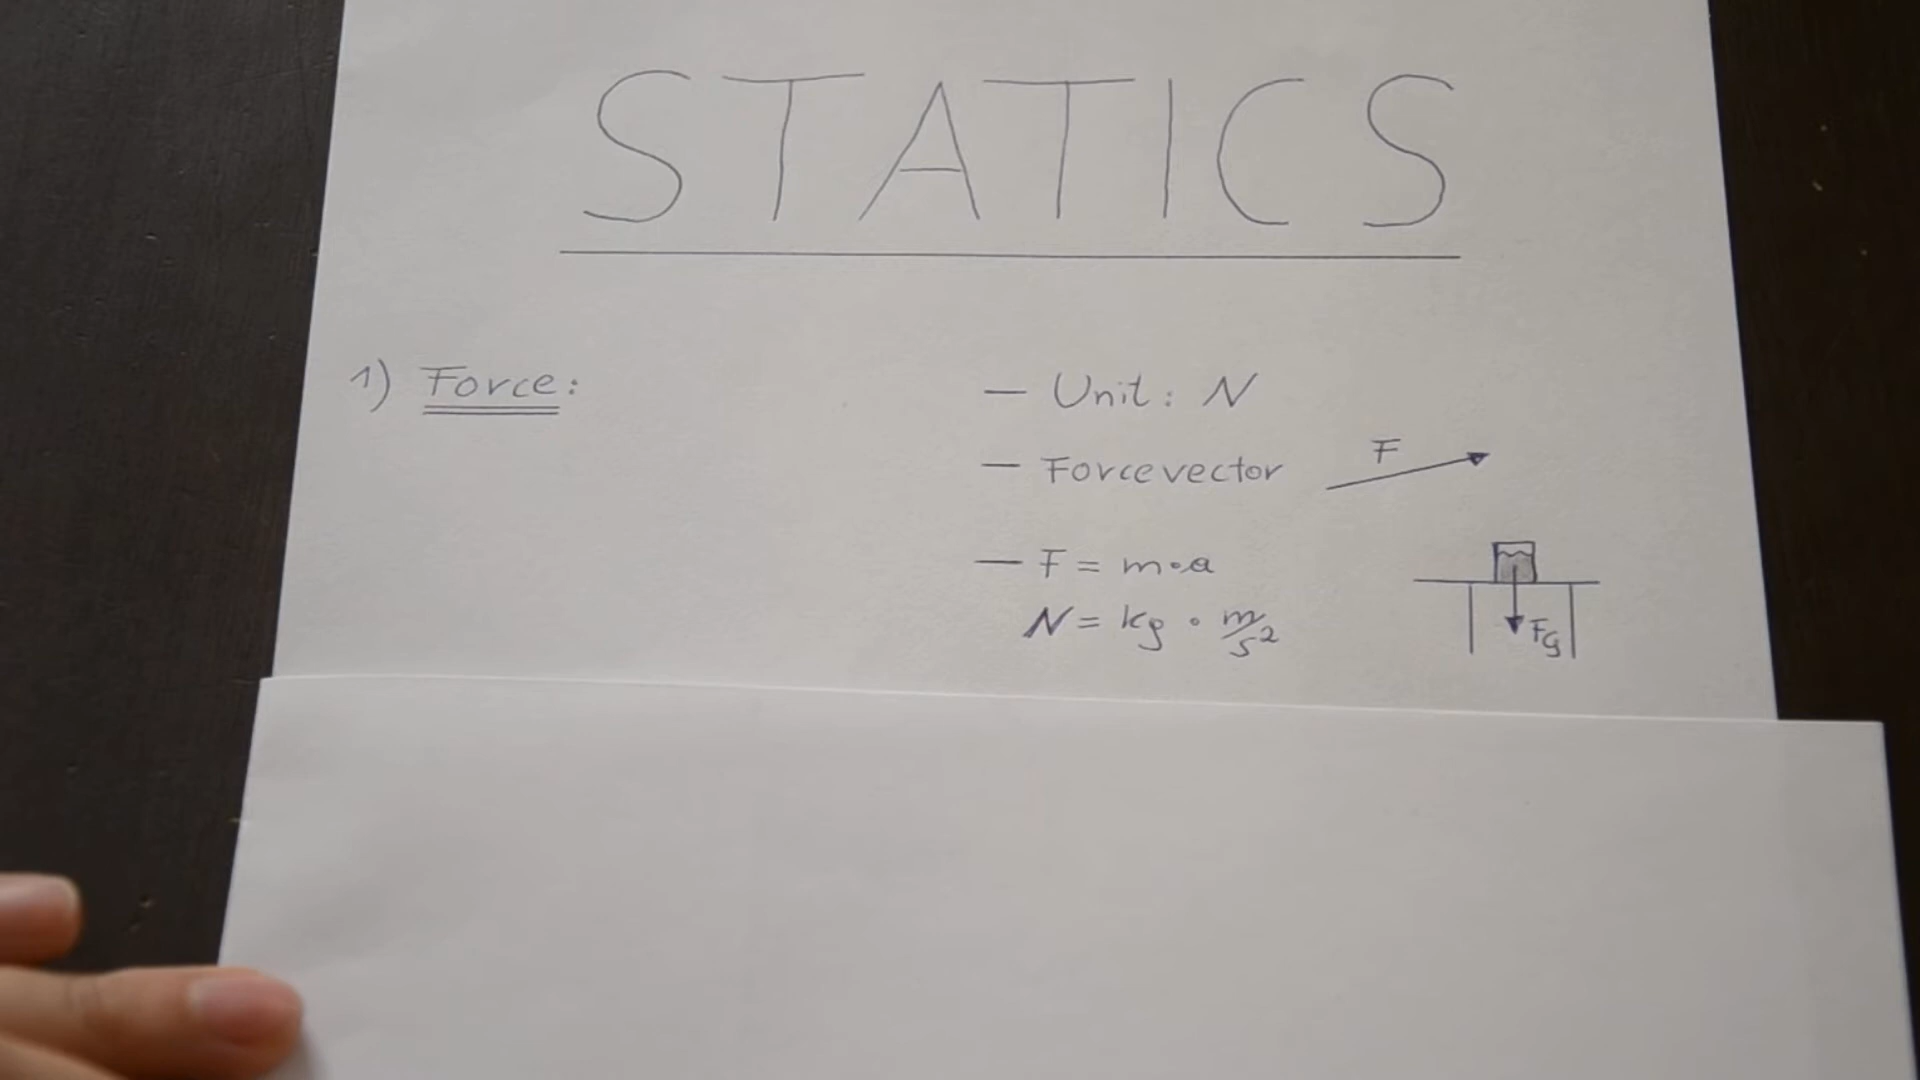 STATICS
1) Force:
— Unit: N
— Forcevector
F
— F = m·a
N = kg · m/s²
FG